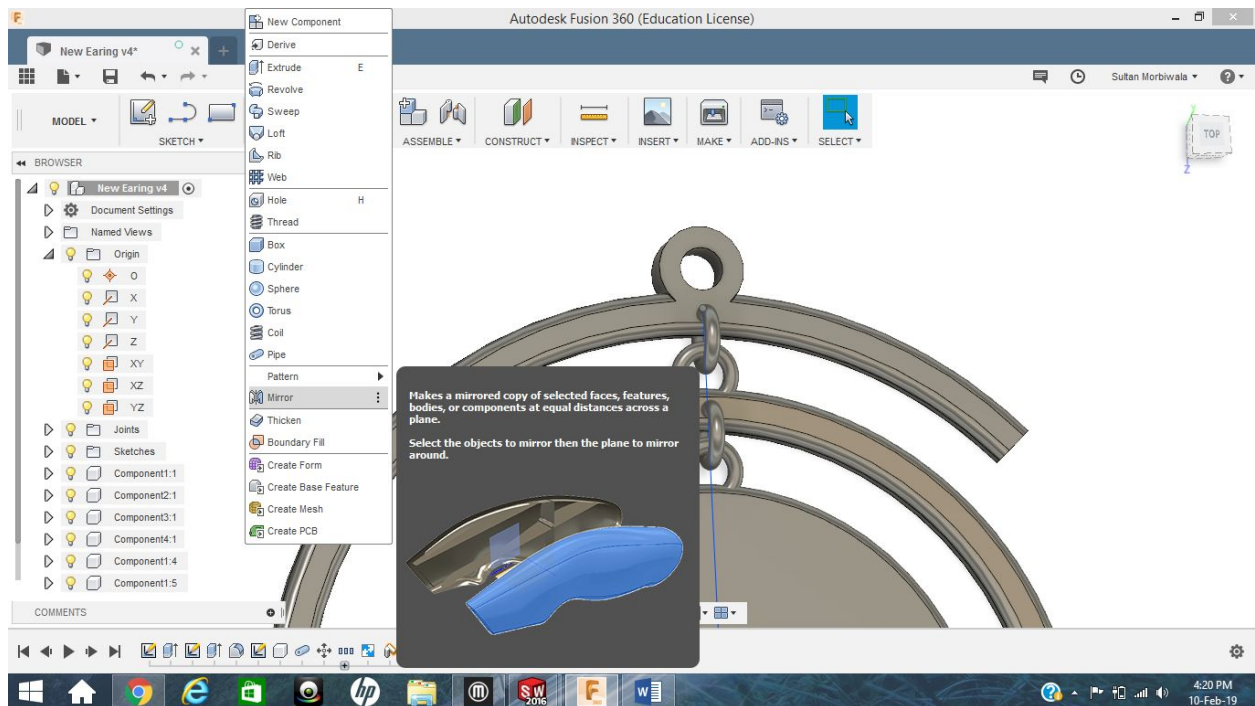 Autodesk Fusion 360 (Education License)
New Earing v4*
Sultan Morbiwala
MODEL
SKETCH
ASSEMBLE
CONSTRUCT
INSPECT
INSERT
MAKE
ADD-INS
SELECT
TOP
Z
BROWSER
New Earing v4
Document Settings
Named Views
Origin
O
X
Y
Z
XY
XZ
YZ
Joints
Sketches
Component1:1
Component2:1
Component3:1
Component4:1
Component1:4
Component1:5
COMMENTS
New Component
Derive
Extrude E
Revolve
Sweep
Loft
Rib
Web
Hole H
Thread
Box
Cylinder
Sphere
Torus
Coil
Pipe
Pattern
Mirror
Thicken
Boundary Fill
Create Form
Create Base Feature
Create Mesh
Create PCB
Makes a mirrored copy of selected faces, features,
bodies, or components at equal distances across a
plane.
Select the objects to mirror then the plane to mirror
around.
hp
SW
2016
F
W
4:20 PM
10-Feb-19